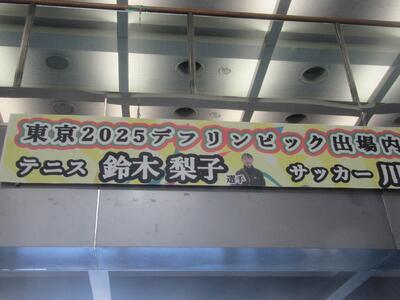 東京2025デフリンピック出場内
テニス 鈴木 梨子 選手 サッカー 川